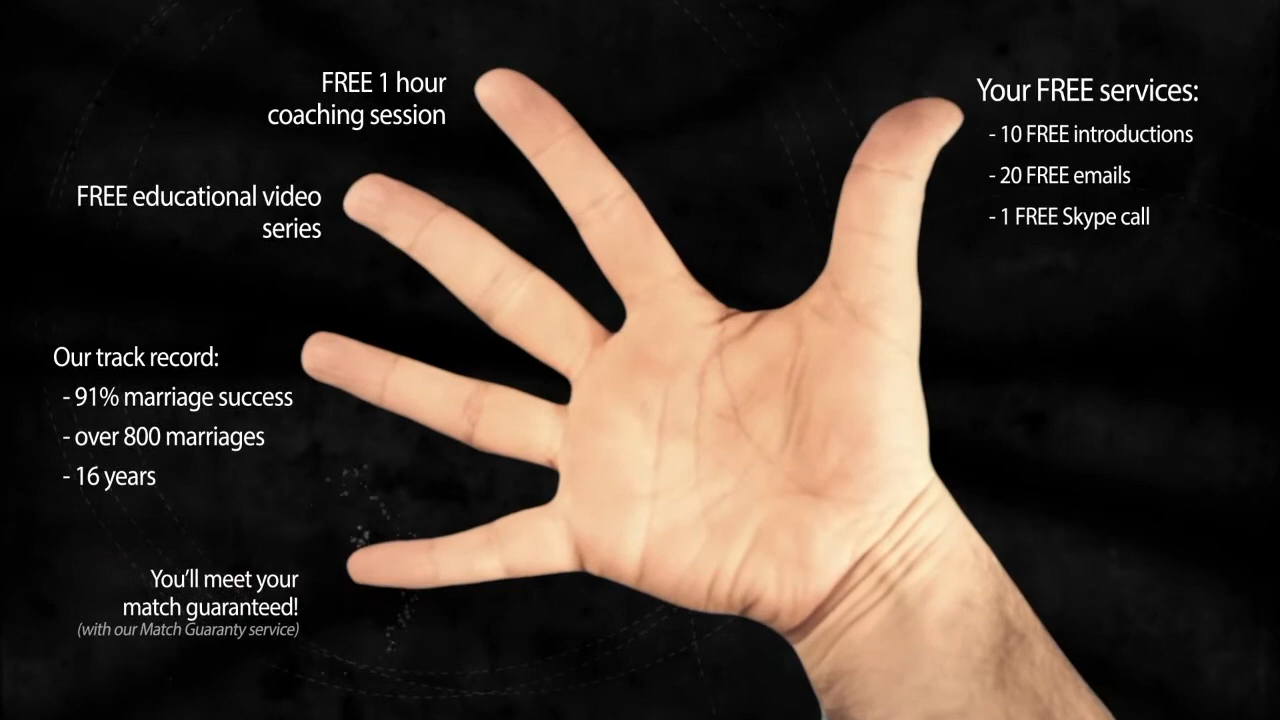 FREE 1 hour
coaching session
FREE educational video
series
Our track record:
- 91% marriage success
- over 800 marriages
- 16 years
You'll meet your
match guaranteed!
(with our Match Guaranty service)
Your FREE services:
- 10 FREE introductions
- 20 FREE emails
- 1 FREE Skype call